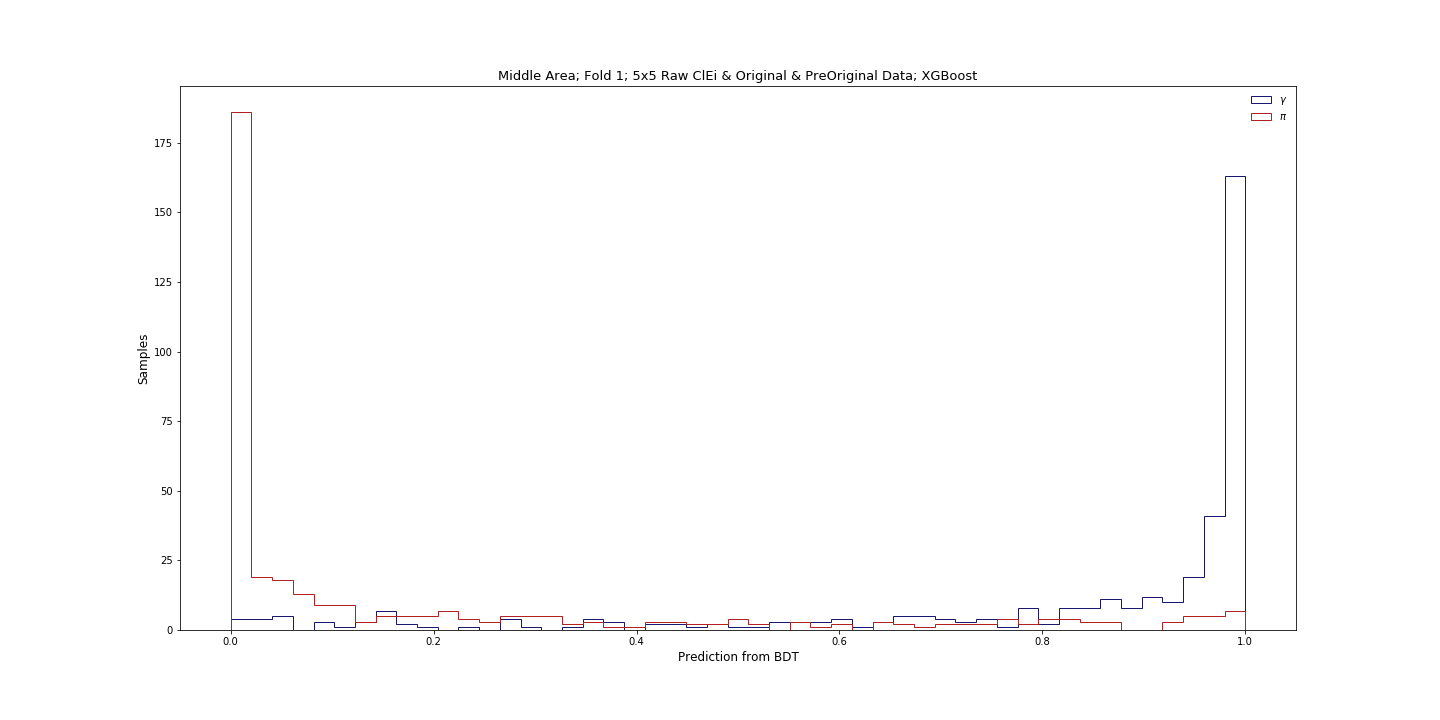 Middle Area; Fold 1; 5x5 Raw ClEi & Original & PreOriginal Data; XGBoost
γ
π
175
150
125
100
75
50
25
0
Samples
0.0 0.2 0.4 0.6 0.8 1.0
Prediction from BDT